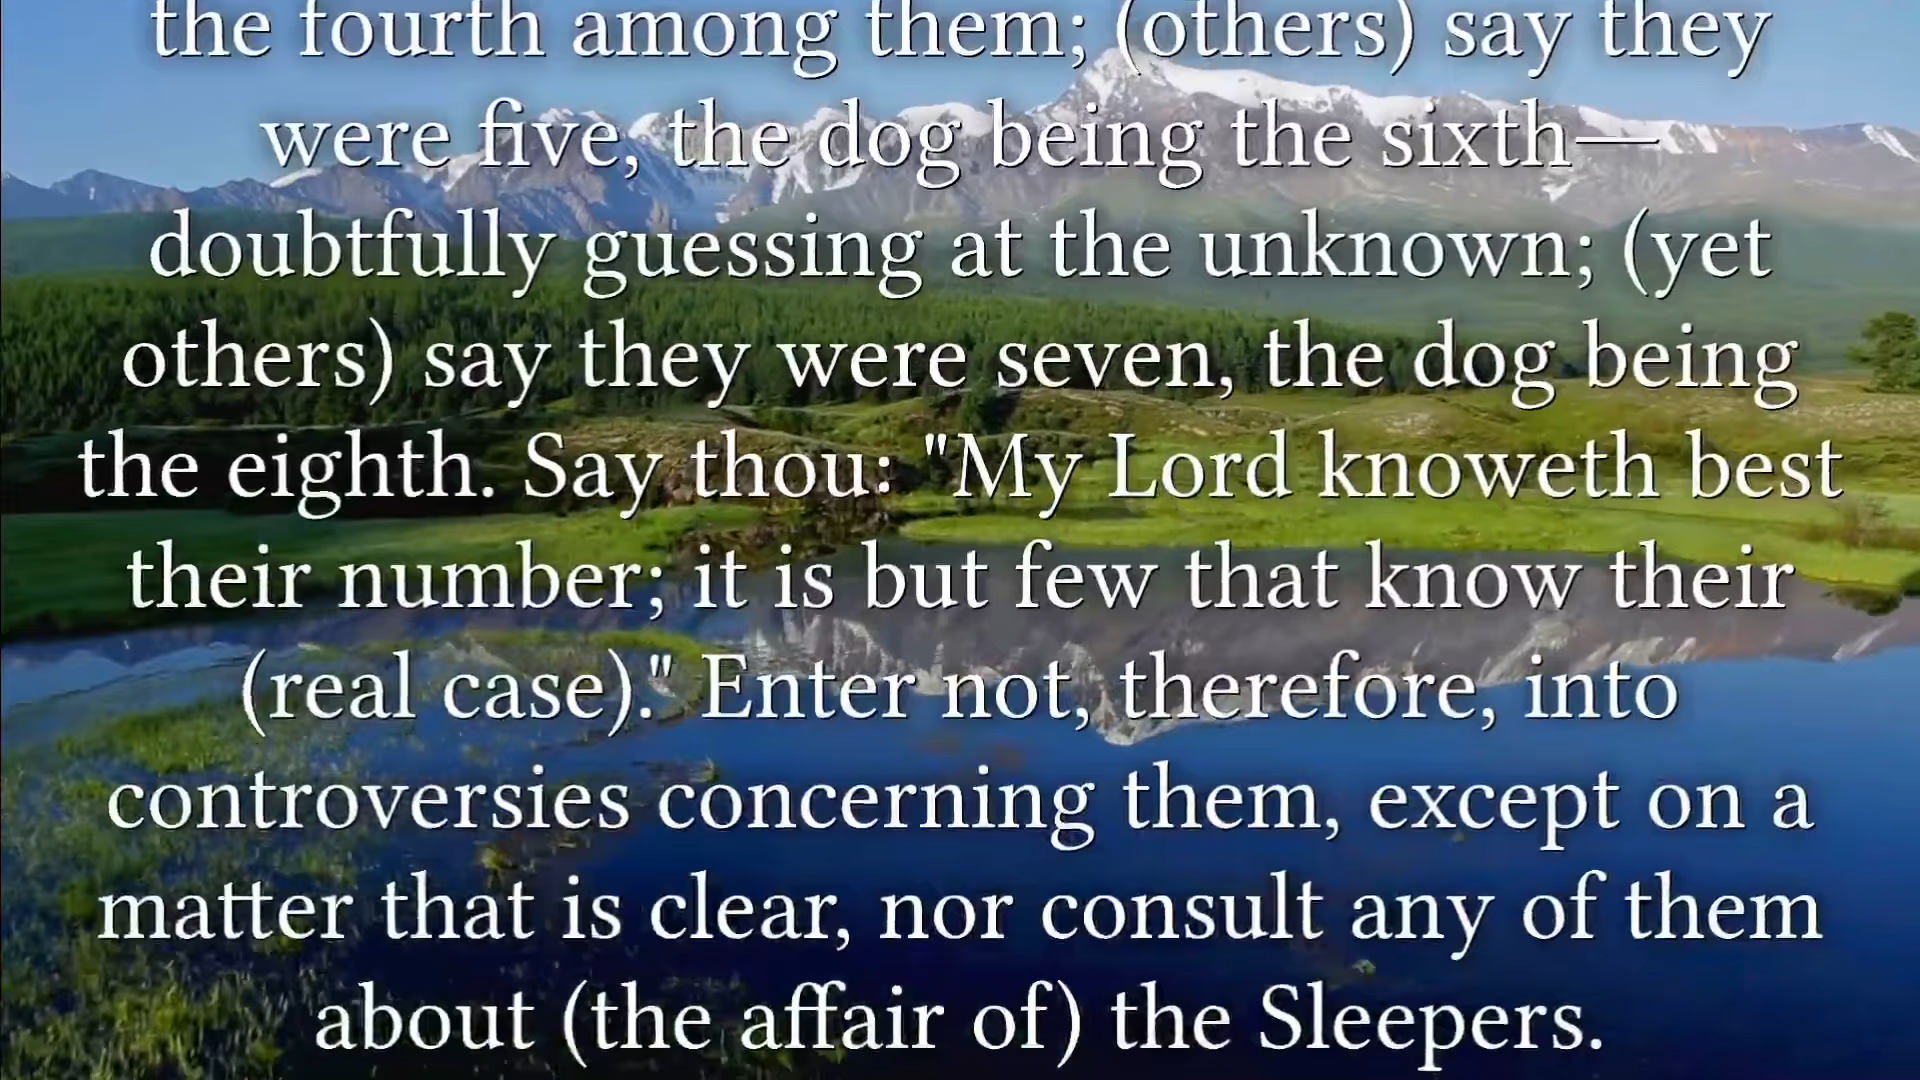 the fourth among them; (others) say they
were five, the dog being the sixth—
doubtfully guessing at the unknown; (yet
others) say they were seven, the dog being
the eighth. Say thou: "My Lord knoweth best
their number; it is but few that know their
(real case)." Enter not, therefore, into
controversies concerning them, except on a
matter that is clear, nor consult any of them
about (the affair of) the Sleepers.